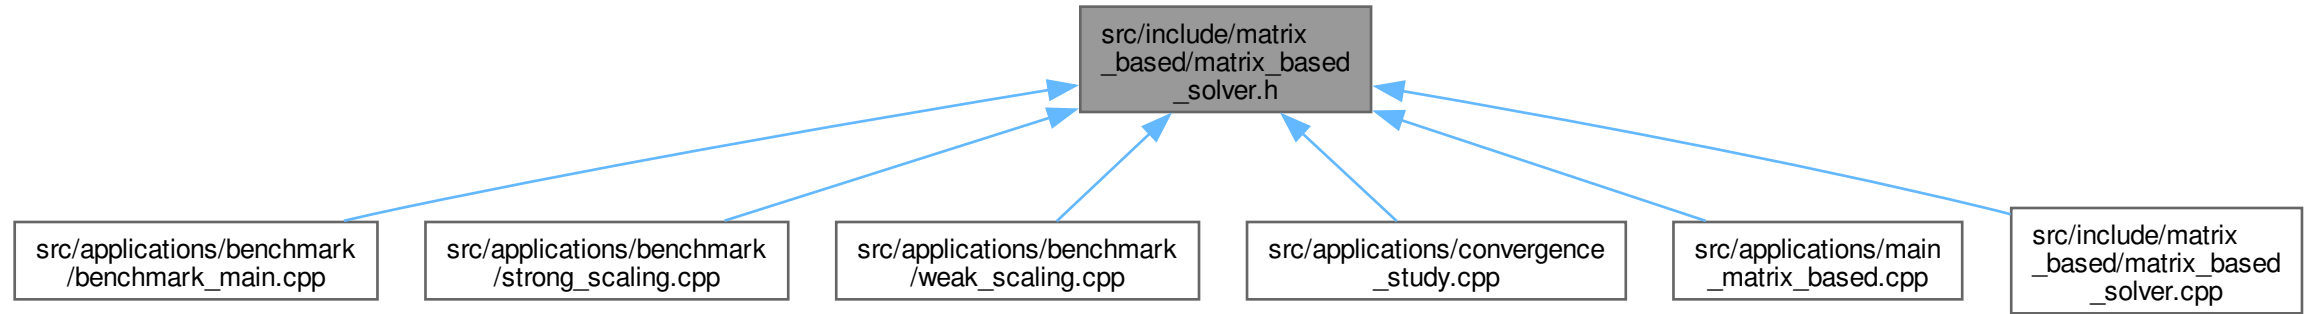 src/include/matrix
_based/matrix_based
_solver.h
src/applications/benchmark
/benchmark_main.cpp
src/applications/benchmark
/strong_scaling.cpp
src/applications/benchmark
/weak_scaling.cpp
src/applications/convergence
_study.cpp
src/applications/main
_matrix_based.cpp
src/include/matrix
_based/matrix_based
_solver.cpp